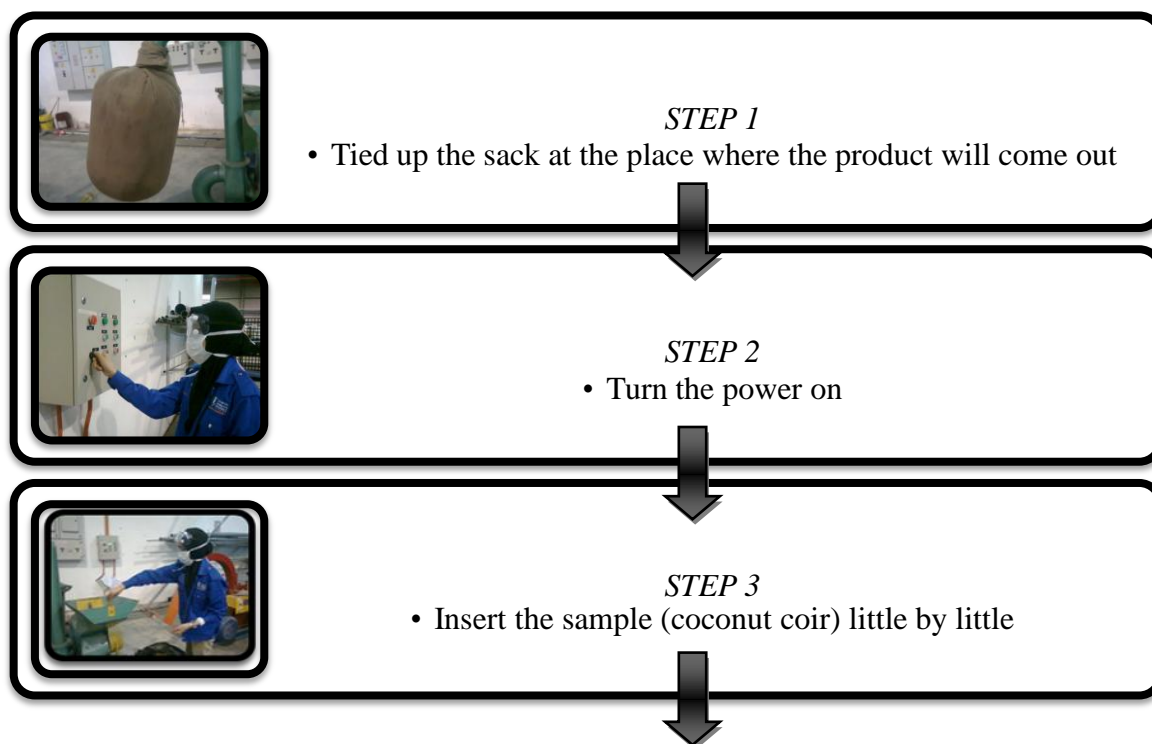 STEP 1
• Tied up the sack at the place where the product will come out
STEP 2
• Turn the power on
STEP 3
• Insert the sample (coconut coir) little by little